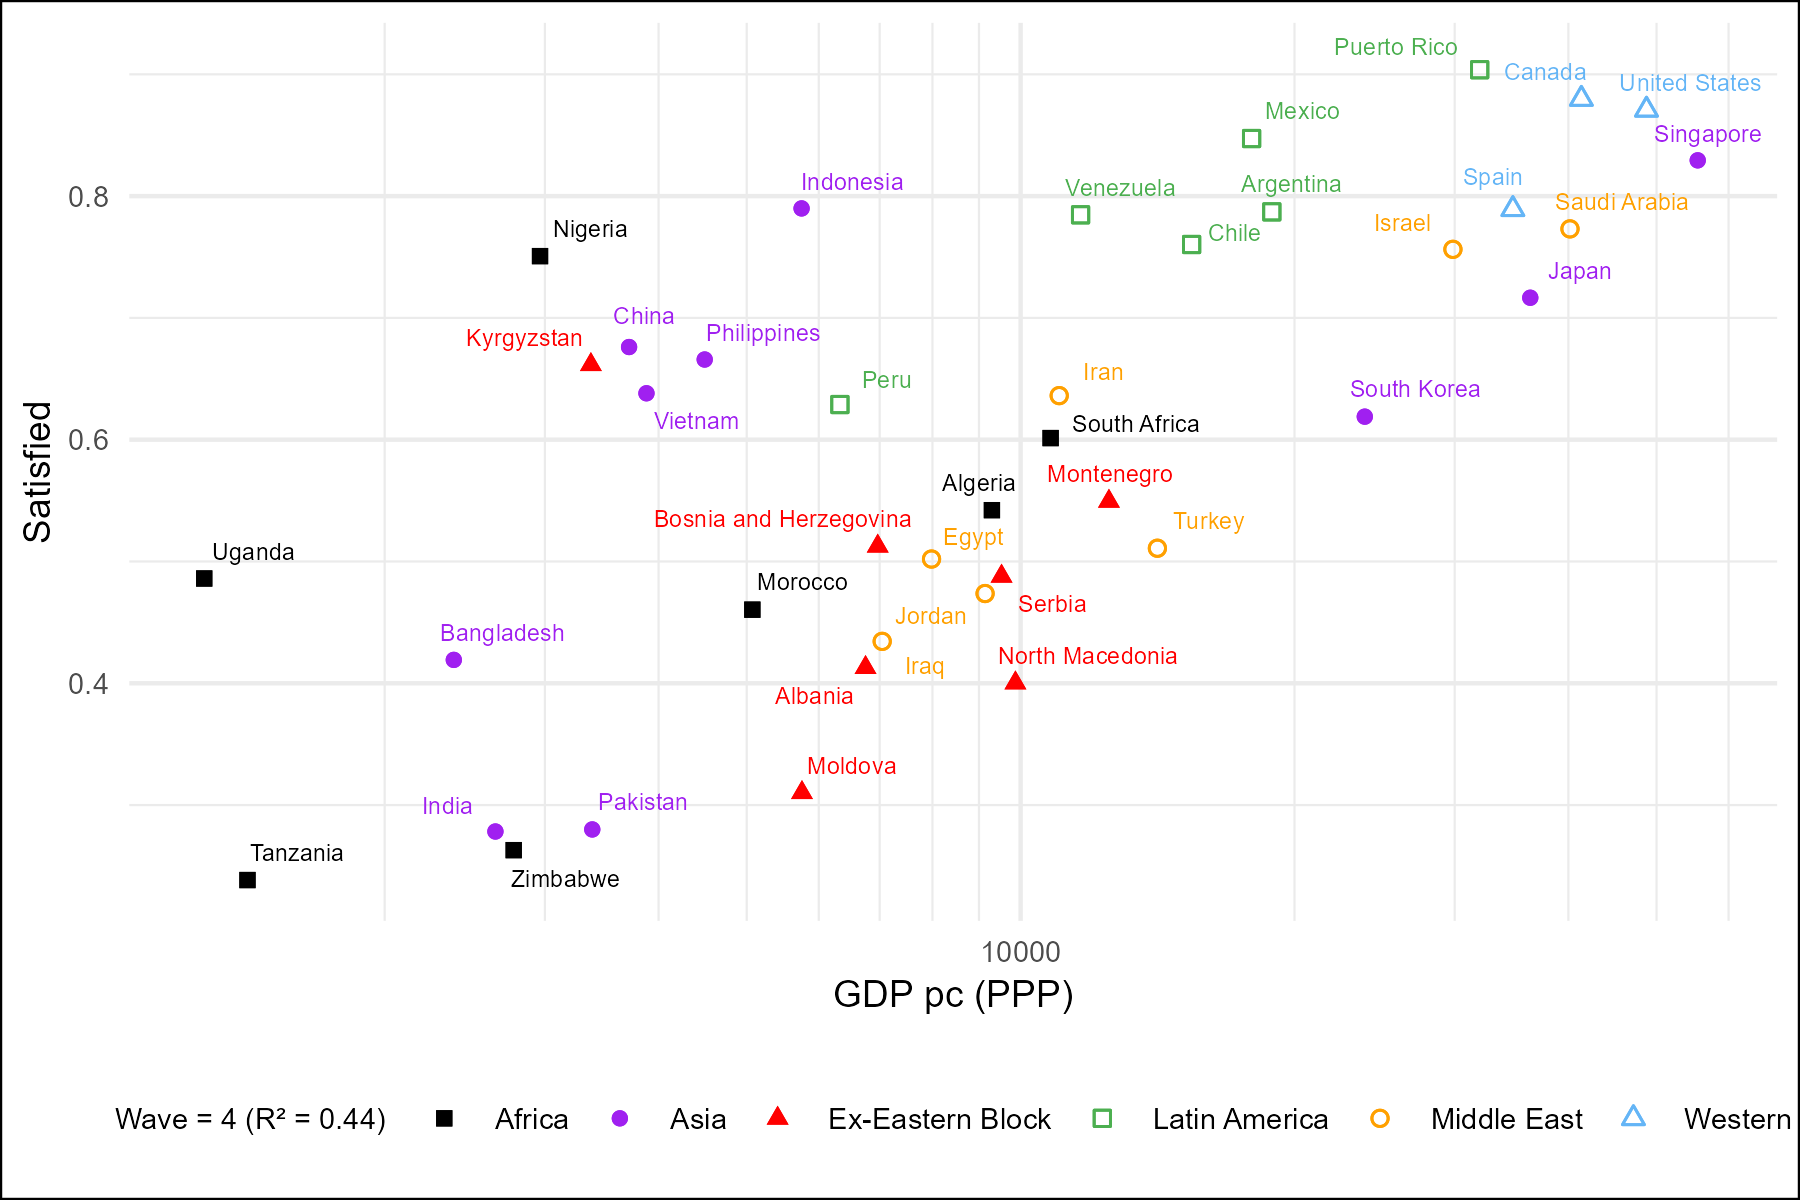 Puerto Rico
Canada
United States
Mexico
Singapore
Indonesia
Venezuela
Argentina
Spain
Saudi Arabia
0.8
Nigeria
Chile
Israel
Japan
China
Kyrgyzstan
Philippines
Peru
Iran
South Korea
Vietnam
South Africa
0.6
Satisfied
Algeria
Montenegro
Bosnia and Herzegovina
Egypt
Turkey
Uganda
Morocco
Serbia
Jordan
Bangladesh
Iraq
North Macedonia
0.4
Albania
Moldova
India
Pakistan
Tanzania
Zimbabwe
10000
GDP pc (PPP)
Wave = 4 (R² = 0.44) Africa Asia Ex-Eastern Block Latin America Middle East Western